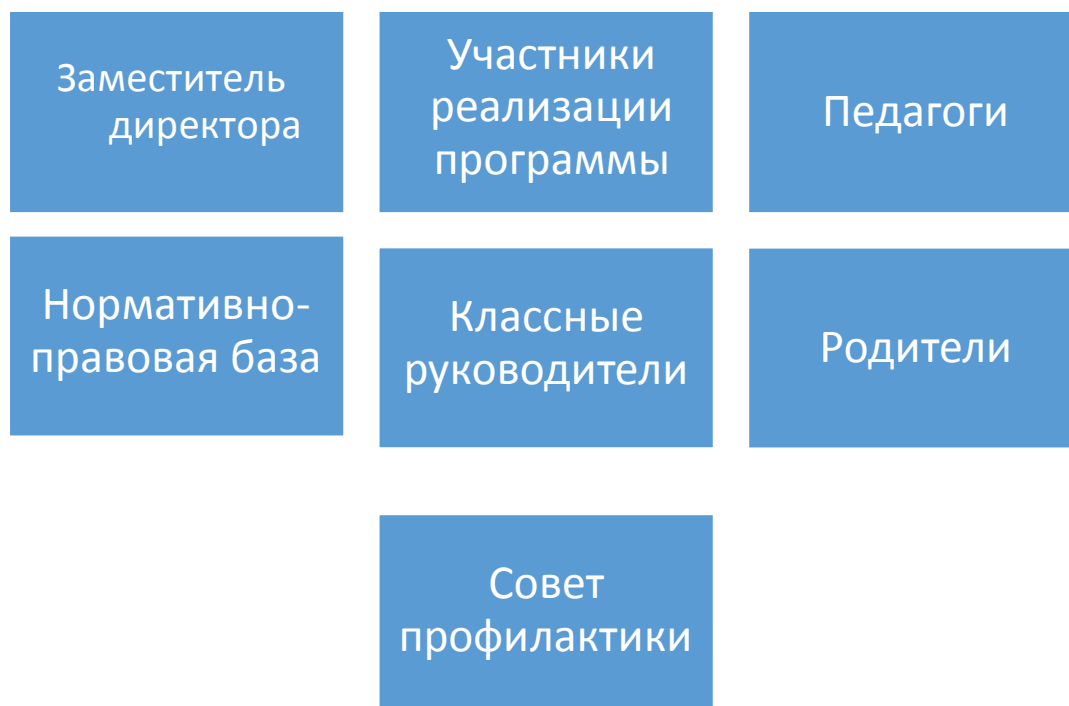 Заместитель
директора
Участники
реализации
программы
Педагоги
Нормативно-
правовая база
Классные
руководители
Родители
Совет
профилактики